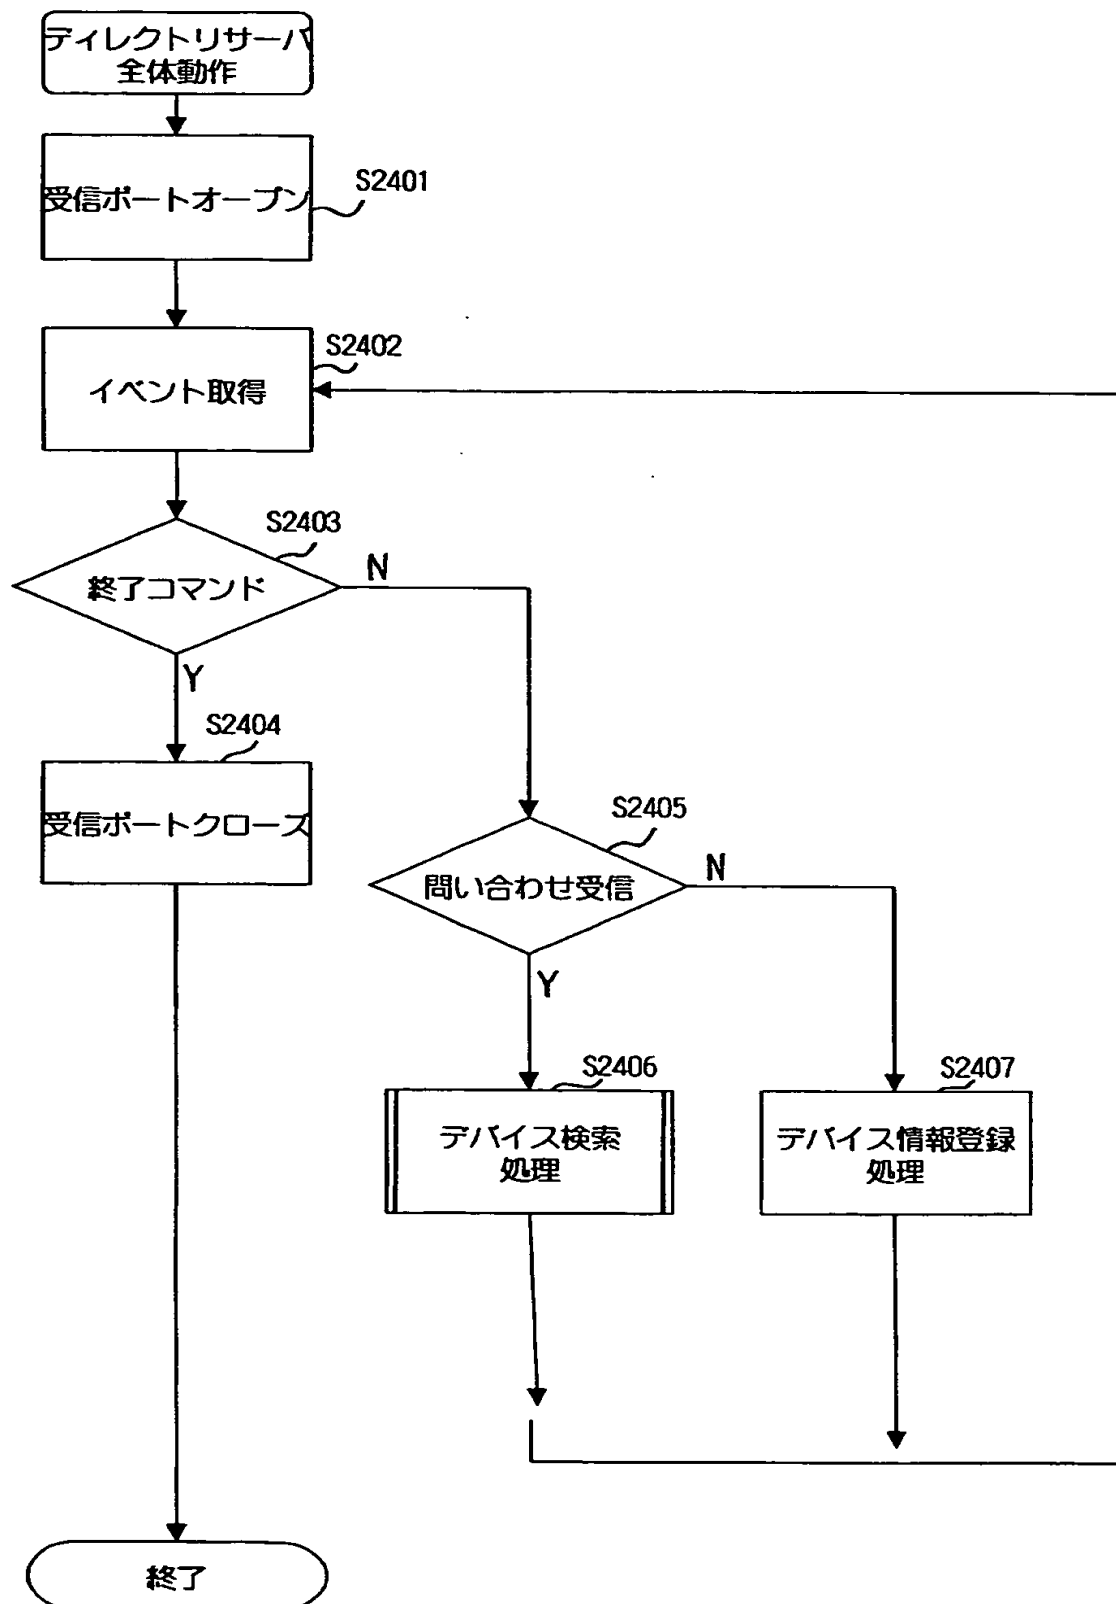 ディレクトリサーバ
全体動作
受信ポートオープン
S2401
S2402
イベント取得
S2403
終了コマンド
N
Y
S2404
受信ポートクローズ
S2405
問い合わせ受信
N
Y
S2406
デバイス検索
処理
S2407
デバイス情報登録
処理
終了